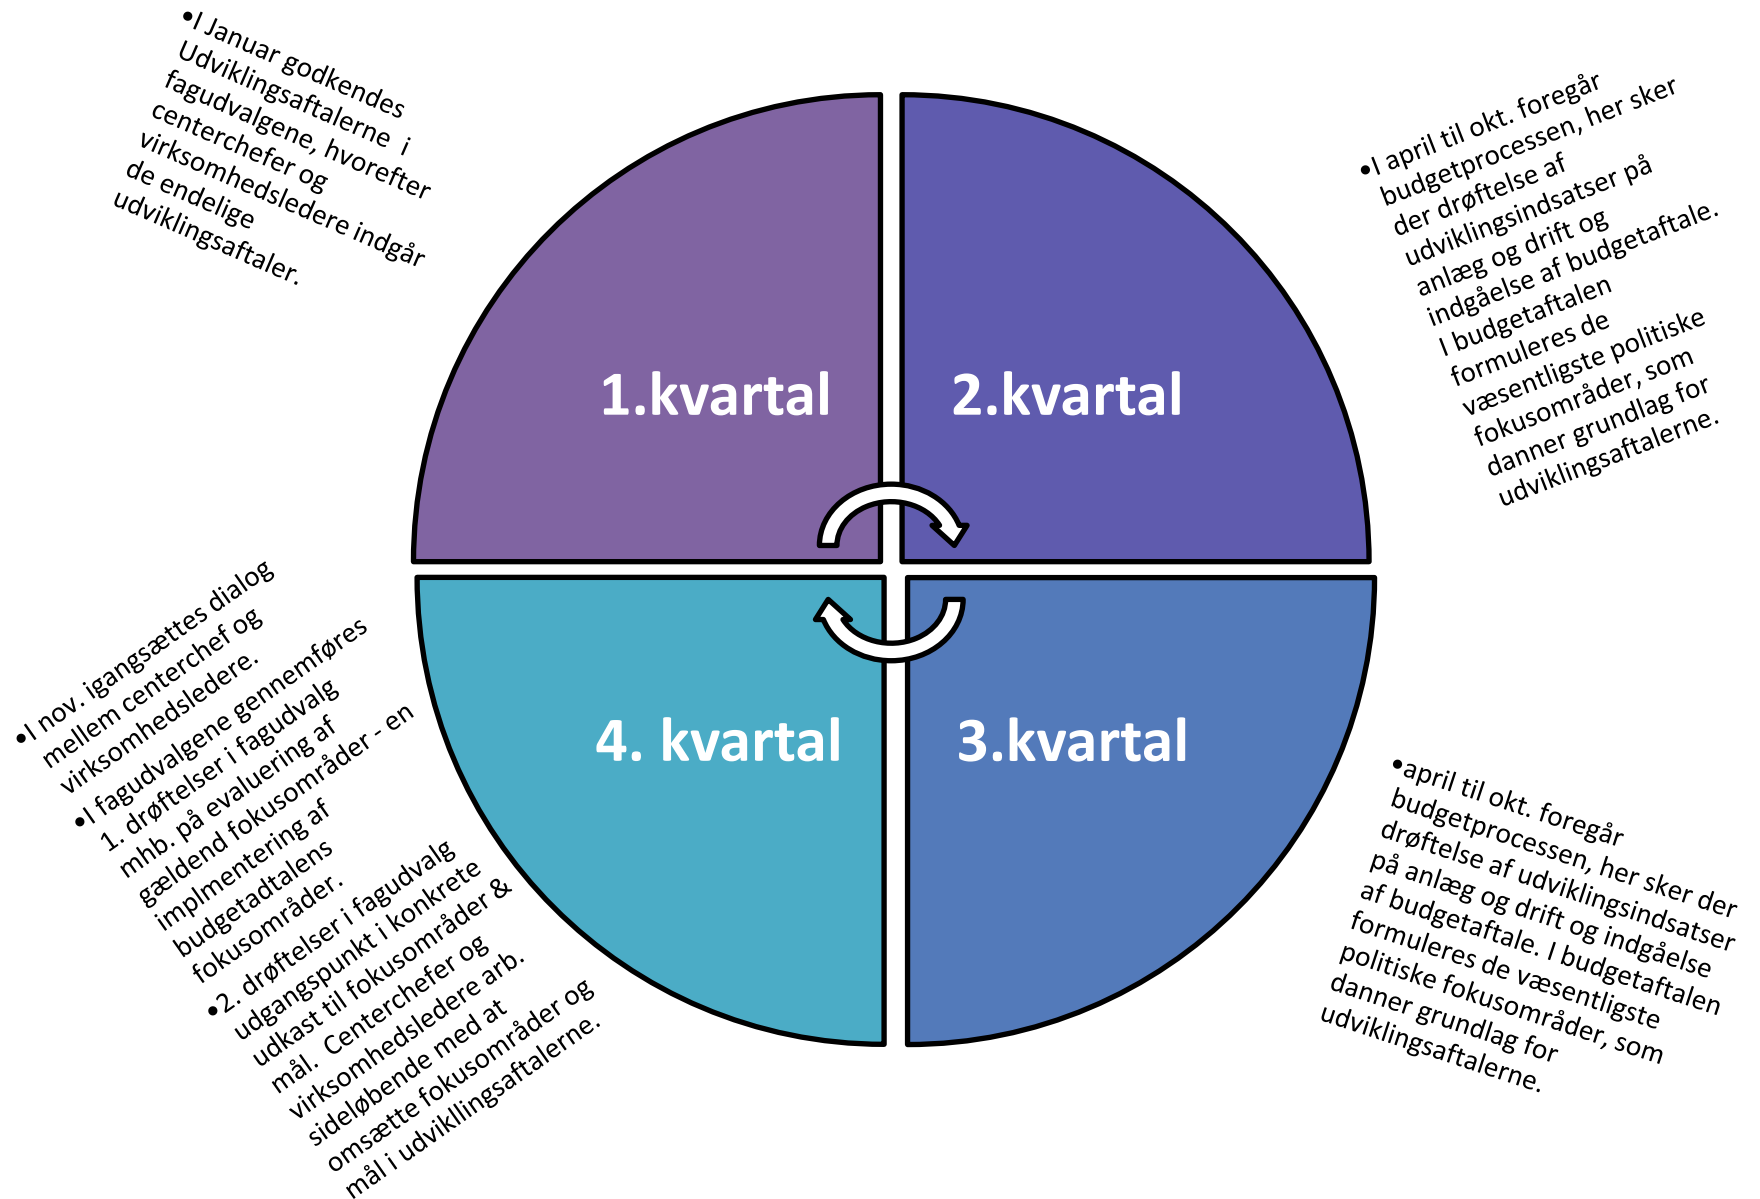 •I Januar godkendes
Udviklingsaftalerne i
fagudvalgene, hvorefter
centerchefer og
virksomhedsledere indgår
de endelige
udviklingsaftaler.
1.kvartal
2.kvartal
•I april til okt. foregår
budgetprocessen, her sker
der drøftelse af
udviklingsindsatser på
anlæg og drift og
indgåelse af budgetaftale.
I budgetaftalen
formuleres de
væsentligste politiske
fokusområder, som
danner grundlag for
udviklingsaftalerne.
3.kvartal
•april til okt. foregår
budgetprocessen, her sker der
drøftelse af udviklingsindsatser
på anlæg og drift og indgåelse
af budgetaftale. I budgetaftalen
formuleres de væsentligste
politiske fokusområder, som
danner grundlag for
udviklingsaftalerne.
4. kvartal
•I nov. igangsættes dialog
mellem centerchef og
virksomhedsledere.
•I fagudvalgene gennemføres
1. drøftelser i fagudvalg
mhb. på evaluering af
gældend fokusområder - en
implmentering af
budgetadtalens
fokusområder.
•2. drøftelser i fagudvalg
udgangspunkt i konkrete
udkast til fokusområder &
mål. Centerchefer og
virksomhedsledere arb.
sideløbende med at
omsætte fokusområder og
mål i udvikllingsaftalerne.